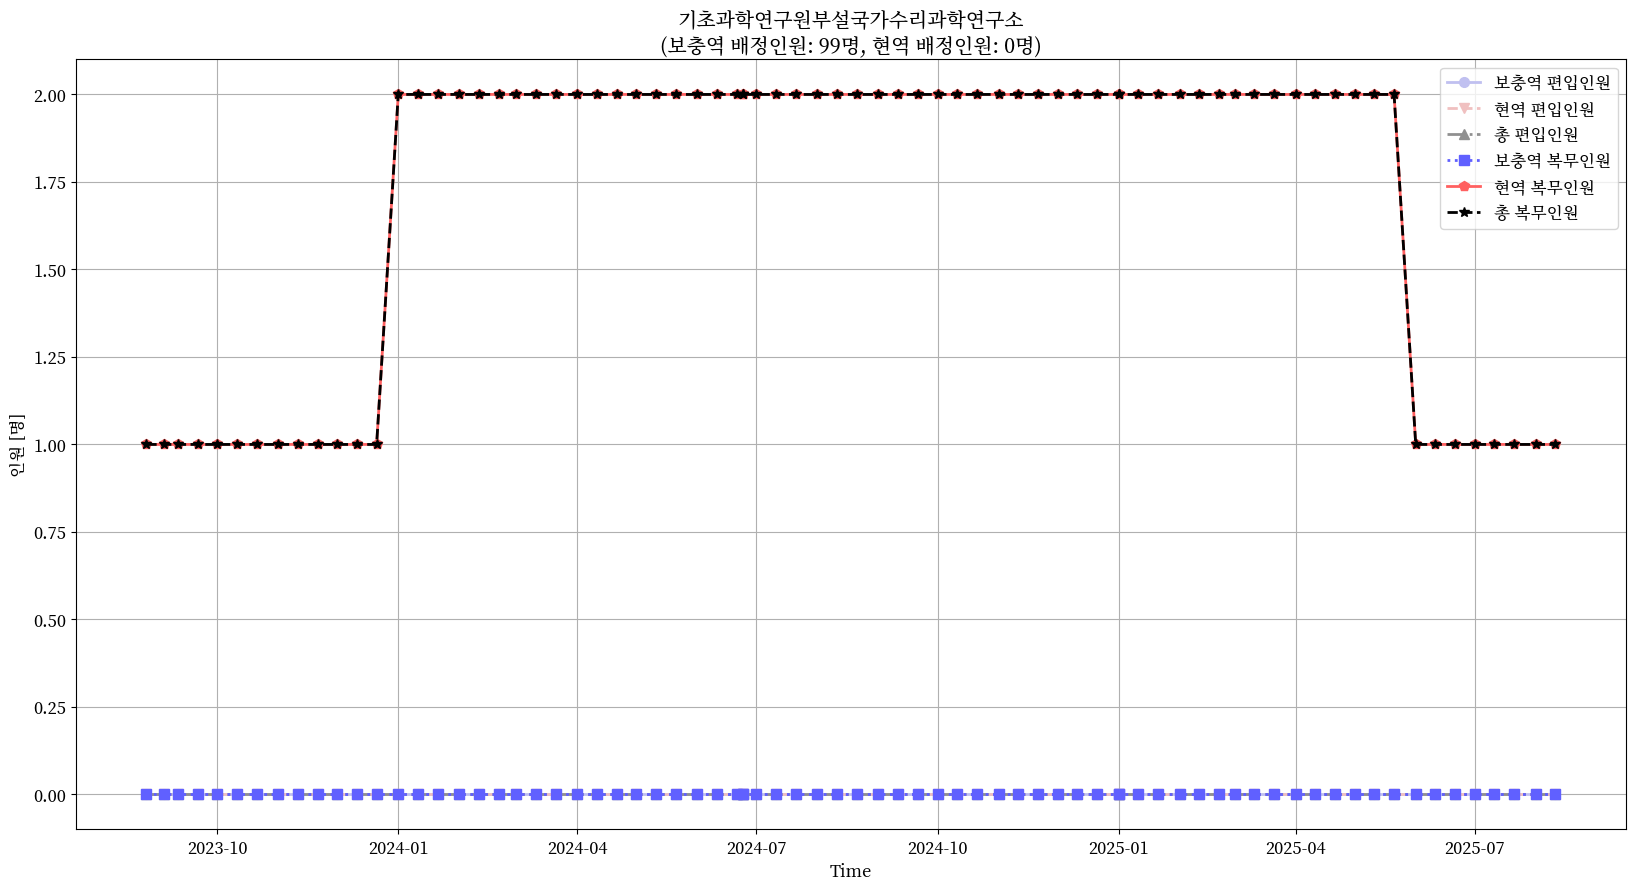 기초과학연구원부설국가수리과학연구소
(보충역 배정인원: 99명, 현역 배정인원: 0명)
보충역 편입인원
현역 편입인원
총 편입인원
보충역 복무인원
현역 복무인원
총 복무인원
2.00
1.75
1.50
1.25
1.00
0.75
0.50
0.25
0.00
인원 [명]
2023-10
2024-01
2024-04
2024-07
2024-10
2025-01
2025-04
2025-07
Time